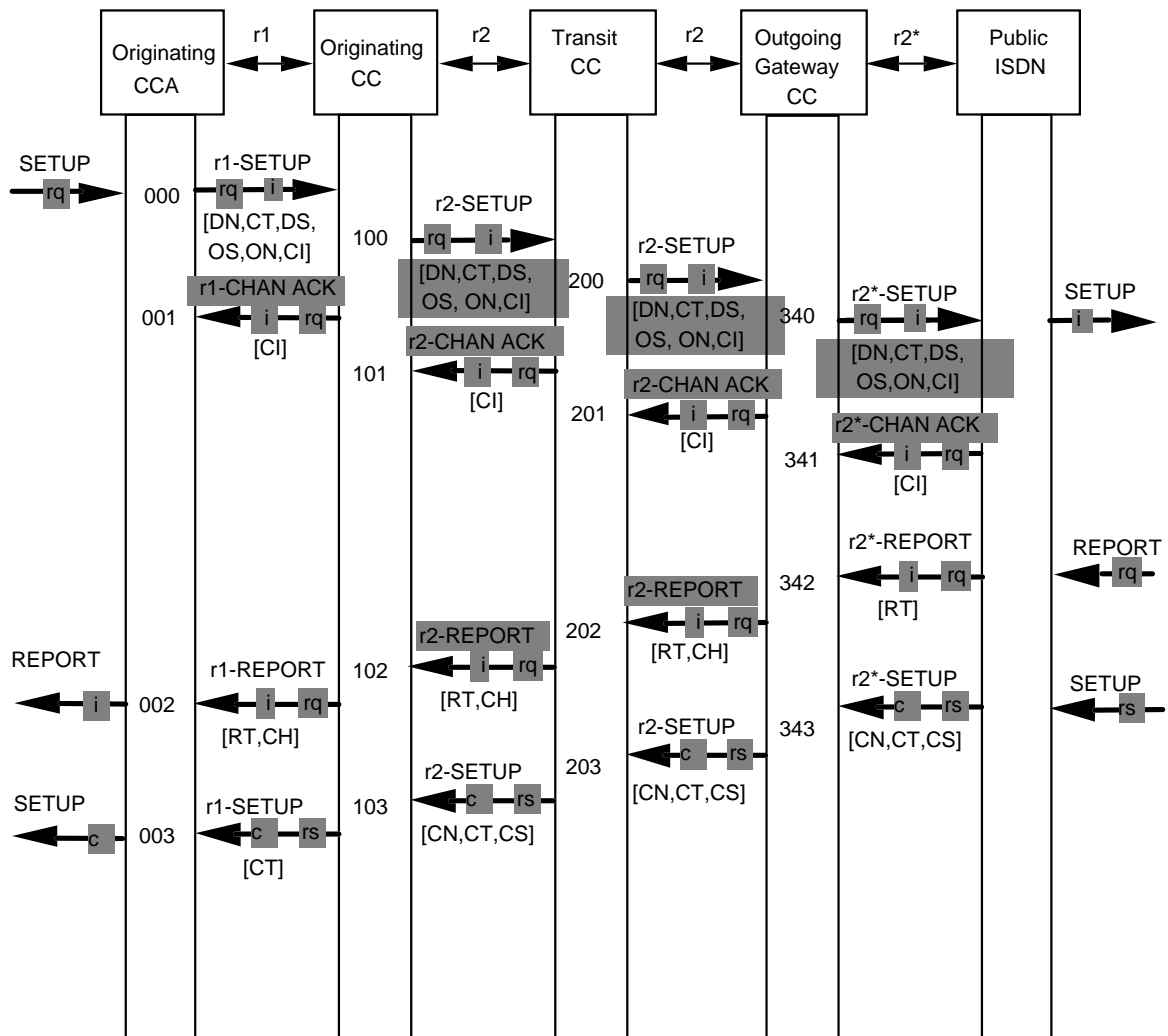 Originating
CCA
r1
Originating
CC
r2
Transit
CC
r2
Outgoing
Gateway
CC
r2*
Public
ISDN
SETUP
rq
000
r1-SETUP
rq i
[DN,CT,DS,
OS,ON,CI]
r1-CHAN ACK
001
i rq
[CI]
100
r2-SETUP
rq i
[DN,CT,DS,
OS, ON,CI]
r2-CHAN ACK
101
i rq
[CI]
200
r2-SETUP
rq i
[DN,CT,DS,
OS, ON,CI]
r2-CHAN ACK
201
i rq
[CI]
340
r2*-SETUP
rq i
[DN,CT,DS,
OS,ON,CI]
SETUP
i
r2*-CHAN ACK
341
i rq
[CI]
r2*-REPORT
342
i rq
[RT]
REPORT
rq
r2-REPORT
202
i rq
[RT,CH]
r2-REPORT
102
i rq
[RT,CH]
REPORT
i
002
r1-REPORT
i rq
[RT,CH]
r2*-SETUP
343
c rs
[CN,CT,CS]
SETUP
rs
r2-SETUP
203
c rs
[CN,CT,CS]
r2-SETUP
103
c rs
[CN,CT,CS]
SETUP
c
003
r1-SETUP
c rs
[CT]